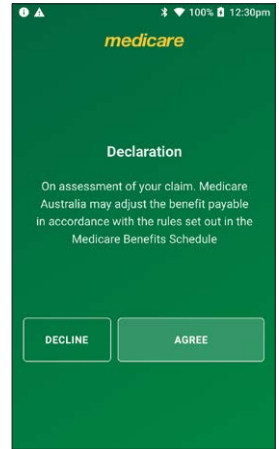 100% 12:30pm
medicare
Declaration
On assessment of your claim. Medicare
Australia may adjust the benefit payable
in accordance with the rules set out in the
Medicare Benefits Schedule
DECLINE AGREE